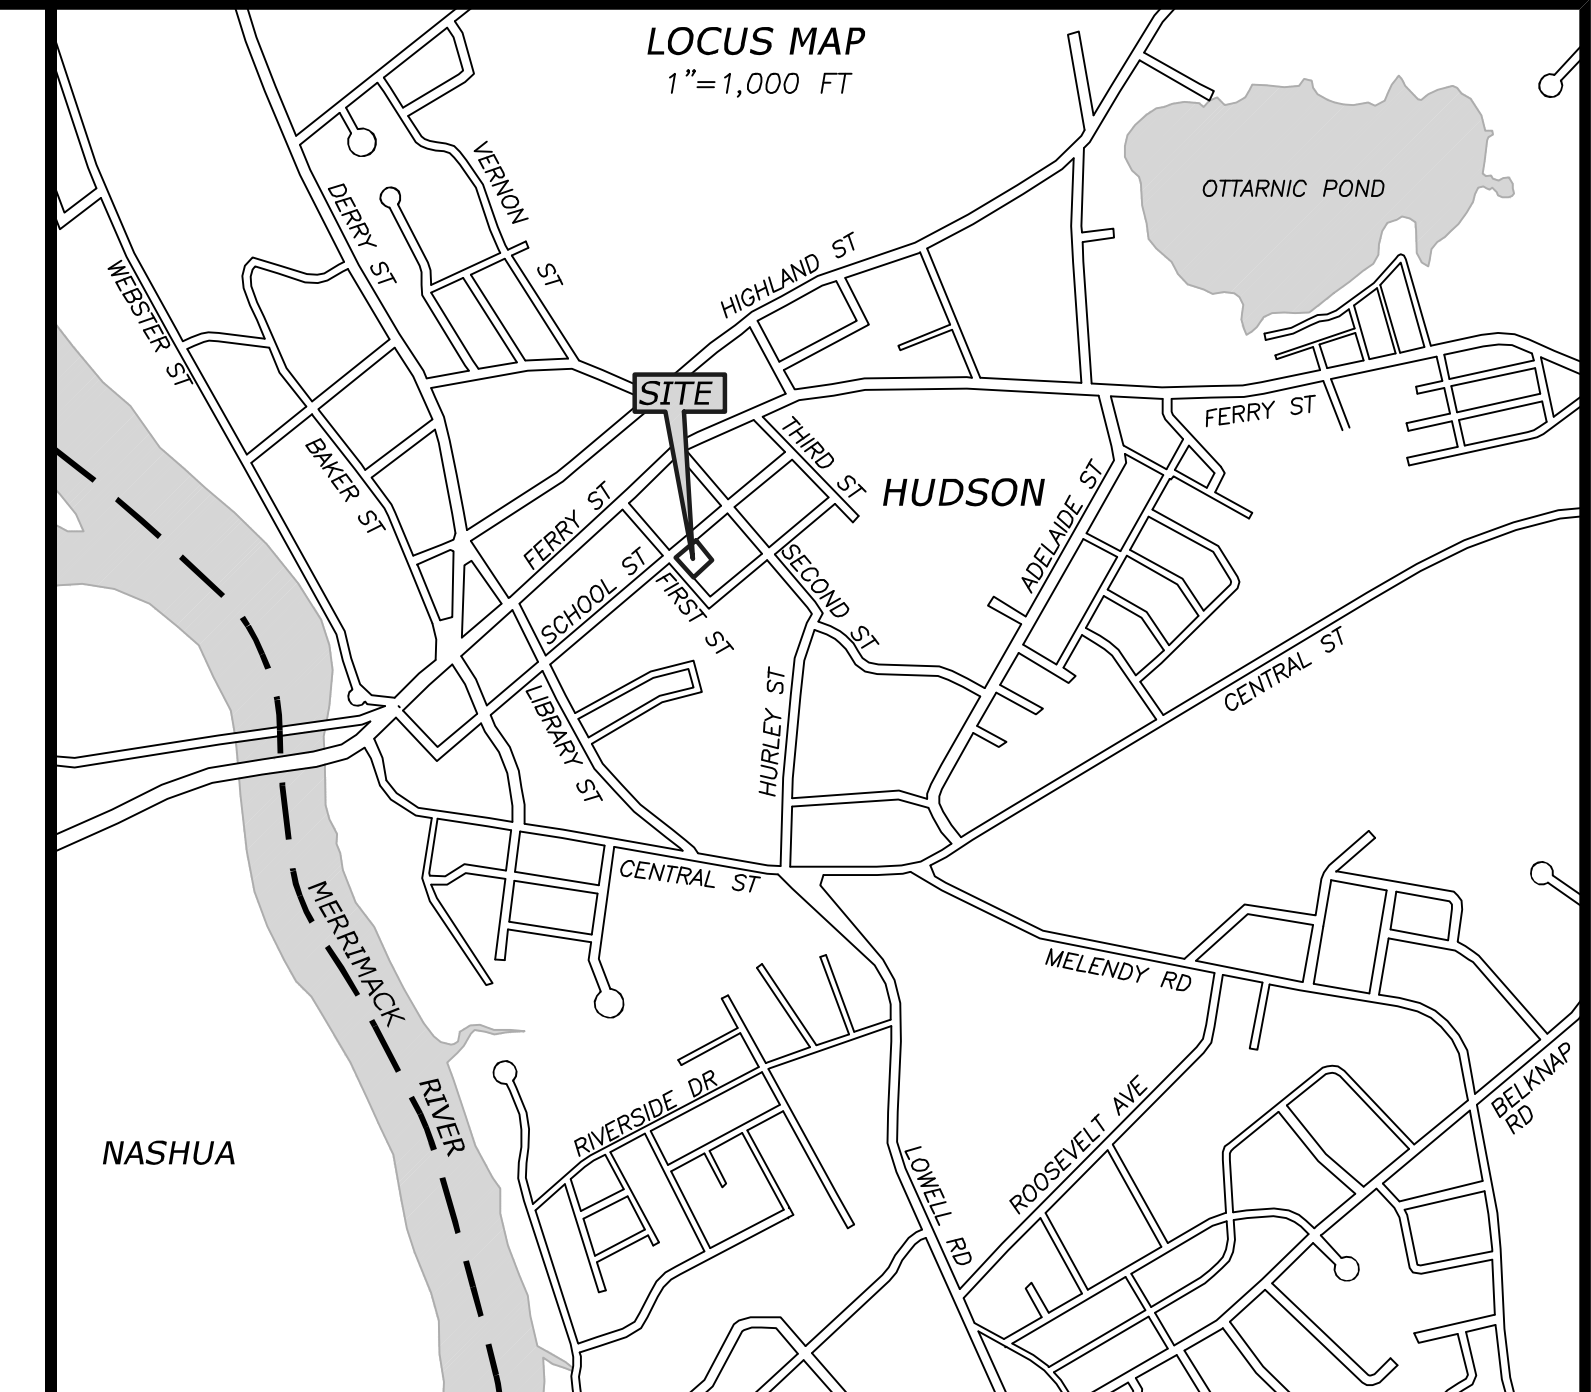 LOCUS MAP
1"=1,000 FT
VERNON ST
DERRY ST
OTTARNIC POND
WEBSTER ST
HIGHLAND ST
SITE
FERRY ST
THIRD ST
BAKER ST
HUDSON
FERRY ST
ADELAIDE ST
SCHOOL ST
FIRST ST
SECOND ST
CENTRAL ST
HURLEY ST
LIBRARY ST
CENTRAL ST
MERRIMACK RIVER
MELENDY RD
RIVERSIDE DR
ROOSEVELT AVE
BELKNAP
RD
NASHUA
LOWELL RD